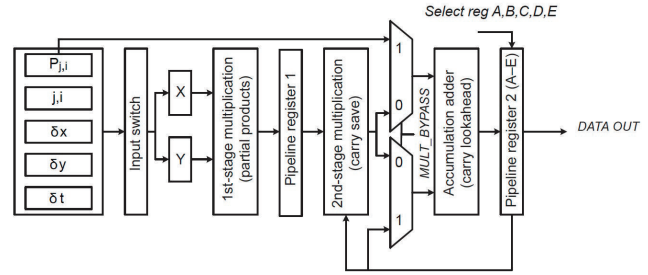 Select reg A,B,C,D,E
Pj,i
j,i
δx
δy
δt
Input switch
X
Y
1st-stage multiplication
(partial products)
Pipeline register 1
2nd-stage multiplication
(carry save)
1
0
0
1
MULT_BYPASS
Accumulation adder
(carry lookahead)
Pipeline register 2 (A–E)
DATA OUT